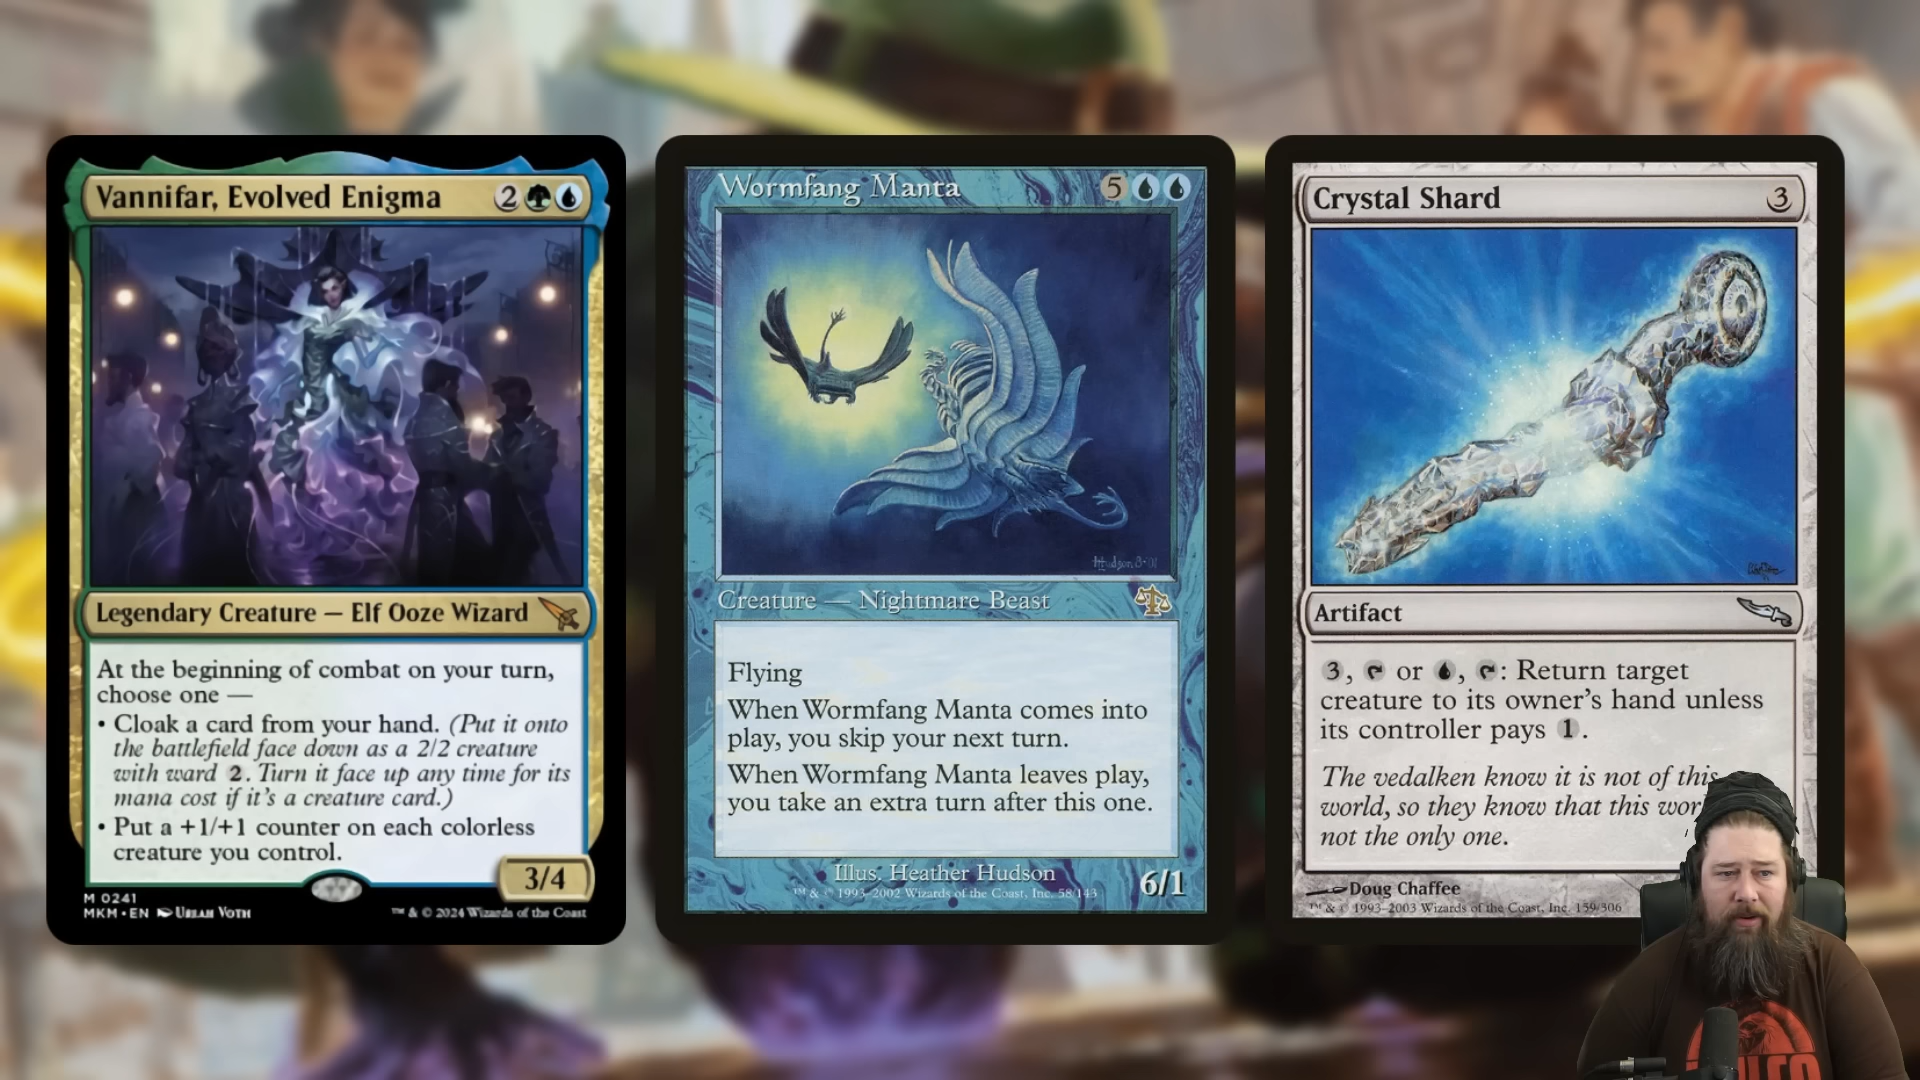 Vannifar, Evolved Enigma 2
Legendary Creature — Elf Ooze Wizard
At the beginning of combat on your turn,
choose one —
• Cloak a card from your hand. (Put it onto
the battlefield face down as a 2/2 creature
with ward 2. Turn it face up any time for its
mana cost if it's a creature card.)
• Put a +1/+1 counter on each colorless
creature you control.
3/4
M 0241
MKM • EN Uriah Voth
™ & © 2024 Wizards of the Coast
Wormfang Manta 5
Hudson
Creature — Nightmare Beast
Flying
When Wormfang Manta comes into
play, you skip your next turn.
When Wormfang Manta leaves play,
you take an extra turn after this one.
Illus. Heather Hudson
™ & © 1993–2002 Wizards of the Coast, Inc. 58/143
6/1
Crystal Shard 3
Artifact
3, or , : Return target
creature to its owner's hand unless
its controller pays 1.
The vedalken know it is not of this
world, so they know that this
not the only one.
Doug Chaffee
™ & © 1993–2003 Wizards of the Coast, Inc. 159/306